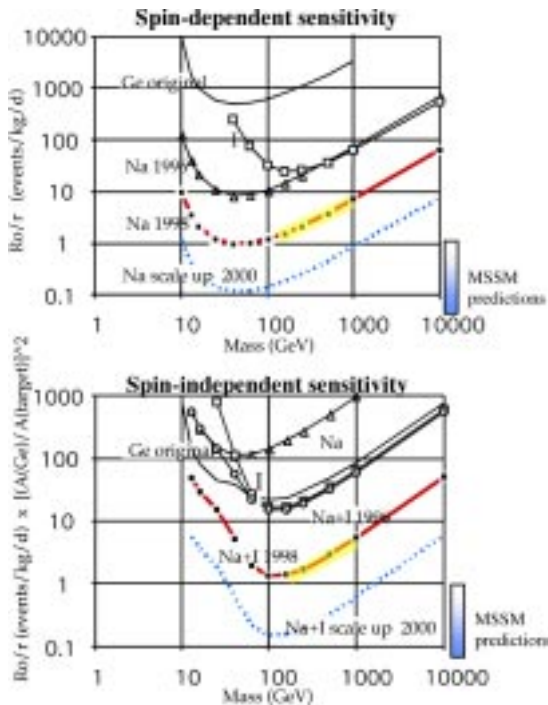 Spin-dependent sensitivity
10000
Ge original
1000
I
100
Na 1996
10
Na 1998
1
Na scale up 2000
0.1
MSSM
predictions
1 10 100 1000 10000
Mass (GeV)
Ro/r (events/kg/d)
Spin-independent sensitivity
1000
Na
Ge original
I
100
Na+I 1996
10
Na+I 1998
1
Na+I scale up 2000
0.1
MSSM
predictions
1 10 100 1000 10000
Mass (GeV)
Ro/r (events/kg/d) x [(A(Ge)/A(target)]^2